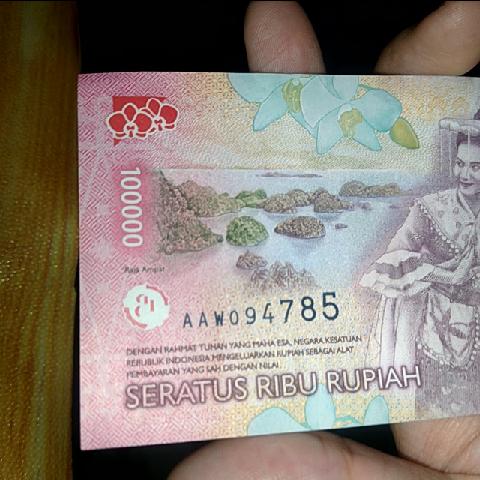 100000
Raja Ampat
AAW094785
DENGAN RAHMAT TUHAN YANG MAHA ESA, NEGARA KESATUAN
REPUBLIK INDONESIA MENGELUARKAN RUPIAH SEBAGAI ALAT
PEMBAYARAN YANG SAH DENGAN NILAI
SERATUS RIBU RUPIAH